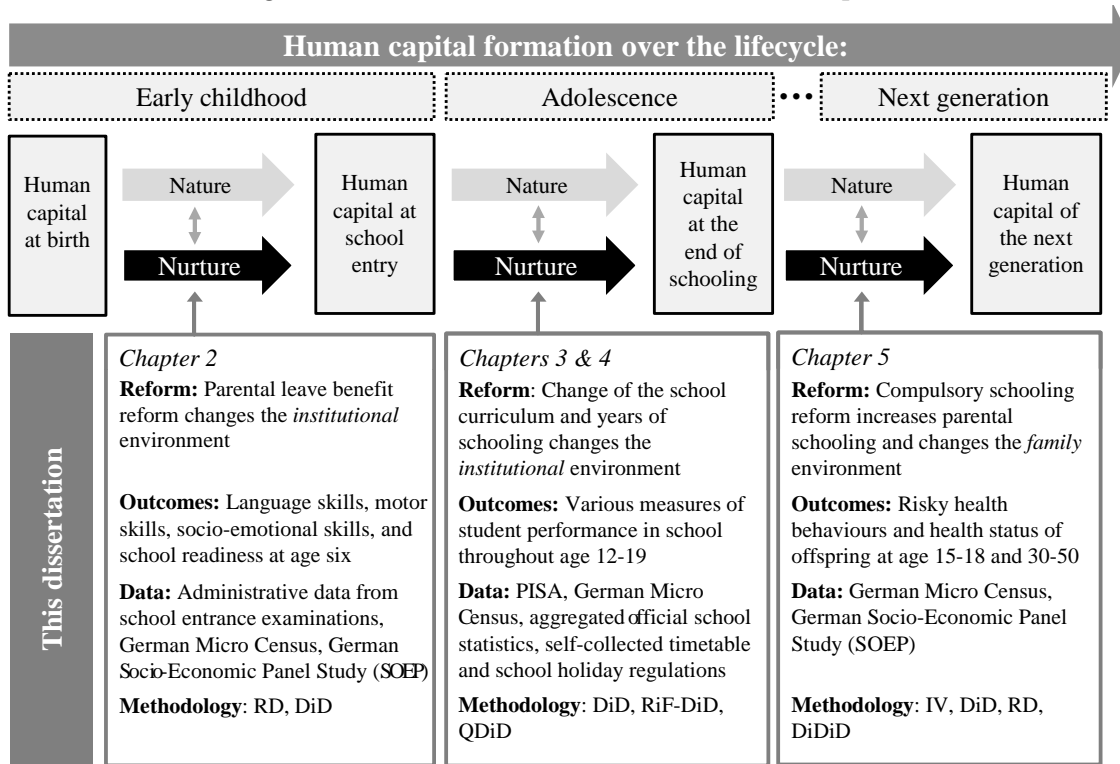 Human capital formation over the lifecycle:
Early childhood
Adolescence
•••
Next generation
Human
capital
at birth
Nature
Nurture
Human
capital at
school
entry
Nature
Nurture
Human
capital
at the
end of
schooling
Nature
Nurture
Human
capital of
the next
generation
This dissertation
Chapter 2
Reform: Parental leave benefit
reform changes the institutional
environment
Outcomes: Language skills, motor
skills, socio-emotional skills, and
school readiness at age six
Data: Administrative data from
school entrance examinations,
German Micro Census, German
Socio-Economic Panel Study (SOEP)
Methodology: RD, DiD
Chapters 3 & 4
Reform: Change of the school
curriculum and years of
schooling changes the
institutional environment
Outcomes: Various measures of
student performance in school
throughout age 12-19
Data: PISA, German Micro
Census, aggregated official school
statistics, self-collected timetable
and school holiday regulations
Methodology: DiD, RiF-DiD,
QDiD
Chapter 5
Reform: Compulsory schooling
reform increases parental
schooling and changes the family
environment
Outcomes: Risky health
behaviours and health status of
offspring at age 15-18 and 30-50
Data: German Micro Census,
German Socio-Economic Panel
Study (SOEP)
Methodology: IV, DiD, RD,
DiDiD